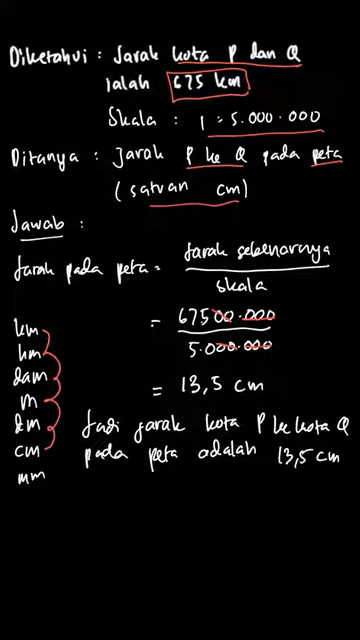 Diketahui : Jarak kota P dan Q
ialah 675 km
Skala : 1 : 5.000.000
Ditanya : Jarak P ke Q pada peta
(satuan cm)
Jawab :
Jarak pada peta = Jarak sebenarnya
skala
= 67500.000
5.000.000
= 13,5 cm
km
hm
dam
m
dm
cm
mm
Jadi jarak kota P ke kota Q
pada peta adalah 13,5 cm